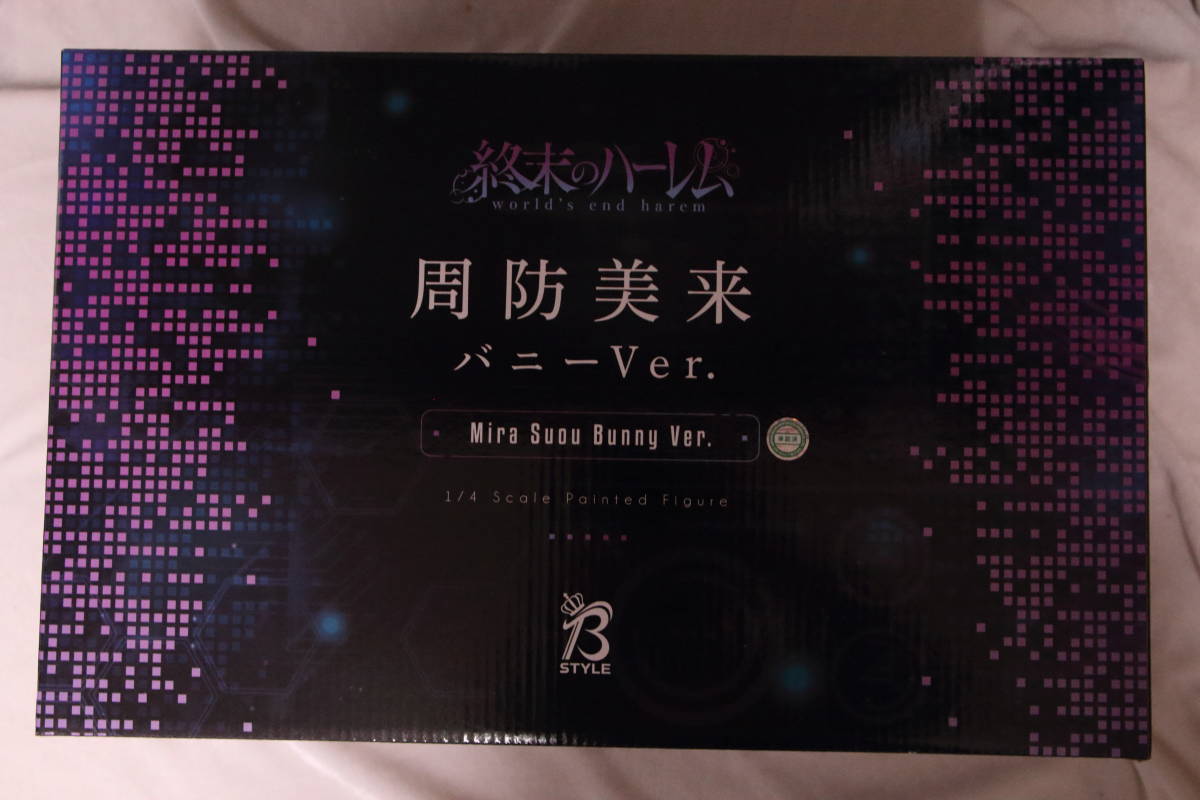 終末のハーレム
world's end harem
周防美来
バニーVer.
Mira Suou Bunny Ver.
1/4 Scale Painted Figure
B
STYLE